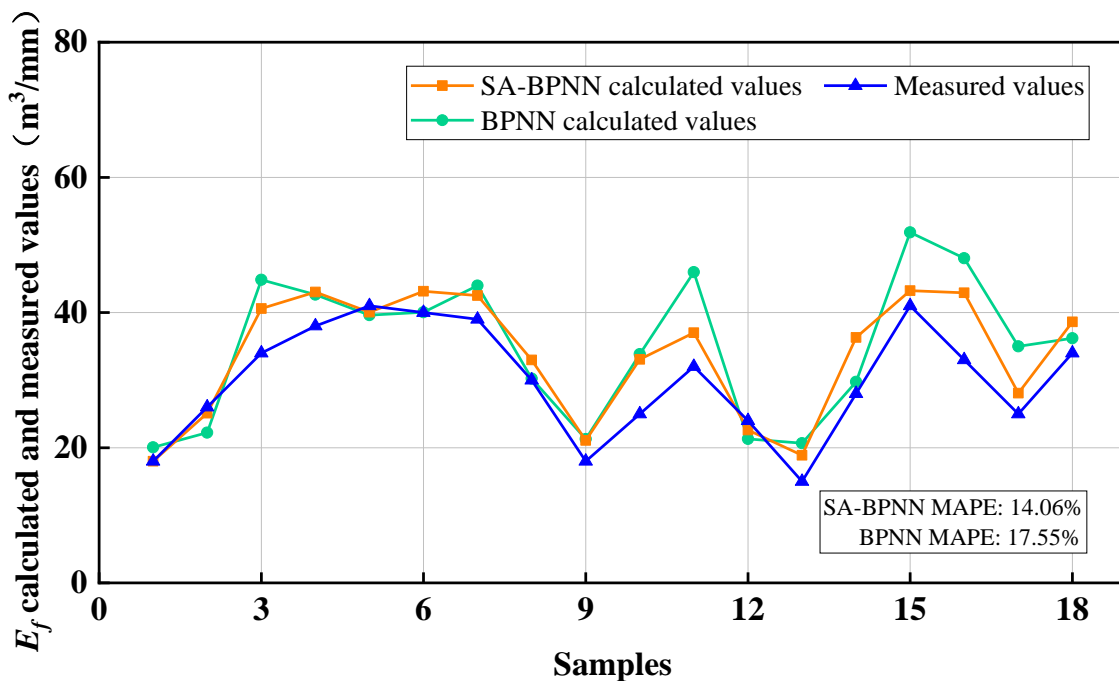 E_f calculated and measured values（m³/mm）
80
60
40
20
0
SA-BPNN calculated values
Measured values
BPNN calculated values
SA-BPNN MAPE: 14.06%
BPNN MAPE: 17.55%
0 3 6 9 12 15 18
Samples